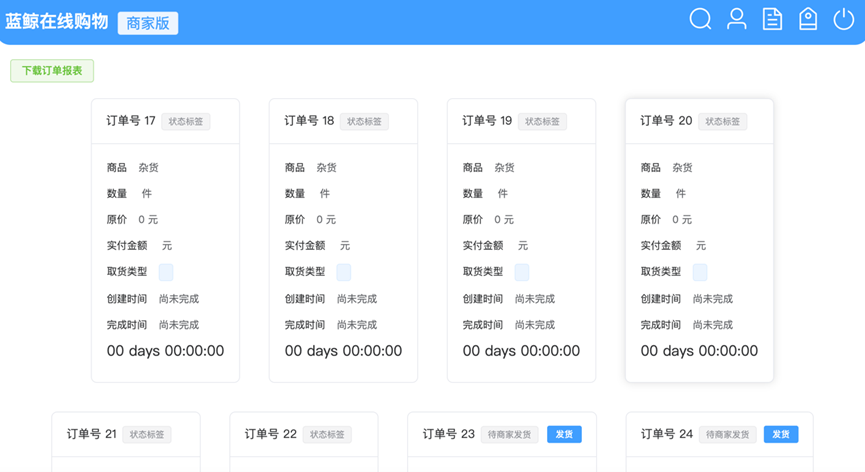 蓝鲸在线购物 商家版
下载订单报表
订单号 17 状态标签
商品 杂货
数量 件
原价 0 元
实付金额 元
取货类型
创建时间 尚未完成
完成时间 尚未完成
00 days 00:00:00
订单号 18 状态标签
商品 杂货
数量 件
原价 0 元
实付金额 元
取货类型
创建时间 尚未完成
完成时间 尚未完成
00 days 00:00:00
订单号 19 状态标签
商品 杂货
数量 件
原价 0 元
实付金额 元
取货类型
创建时间 尚未完成
完成时间 尚未完成
00 days 00:00:00
订单号 20 状态标签
商品 杂货
数量 件
原价 0 元
实付金额 元
取货类型
创建时间 尚未完成
完成时间 尚未完成
00 days 00:00:00
订单号 21 状态标签
订单号 22 状态标签
订单号 23 待商家发货 发货
订单号 24 待商家发货 发货